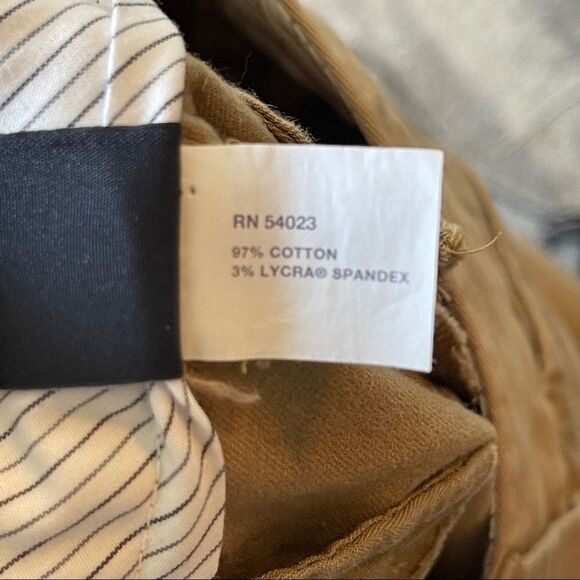 RN 54023
97% COTTON
3% LYCRA® SPANDEX